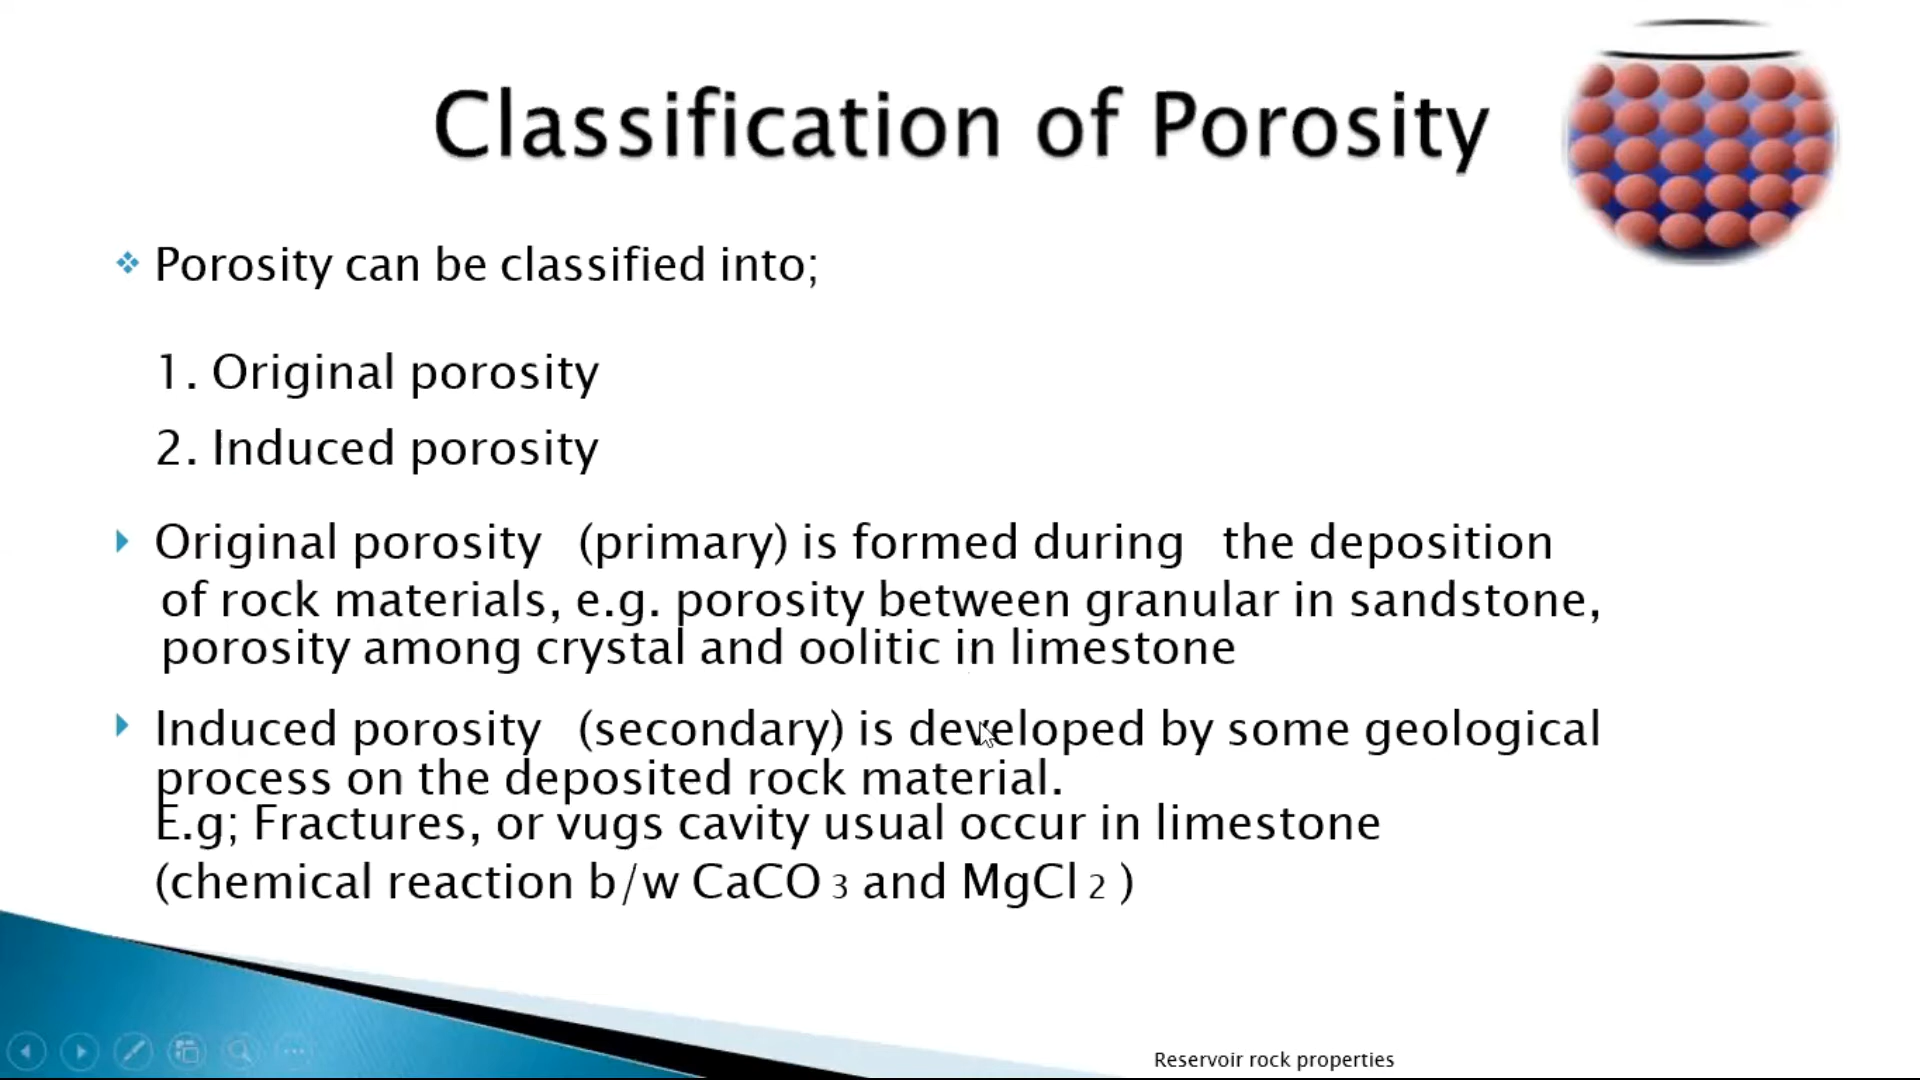 Classification of Porosity
Porosity can be classified into;
1. Original porosity
2. Induced porosity
Original porosity (primary) is formed during the deposition
of rock materials, e.g. porosity between granular in sandstone,
porosity among crystal and oolitic in limestone
Induced porosity (secondary) is developed by some geological
process on the deposited rock material.
E.g; Fractures, or vugs cavity usual occur in limestone
(chemical reaction b/w CaCO 3 and MgCl 2 )
Reservoir rock properties